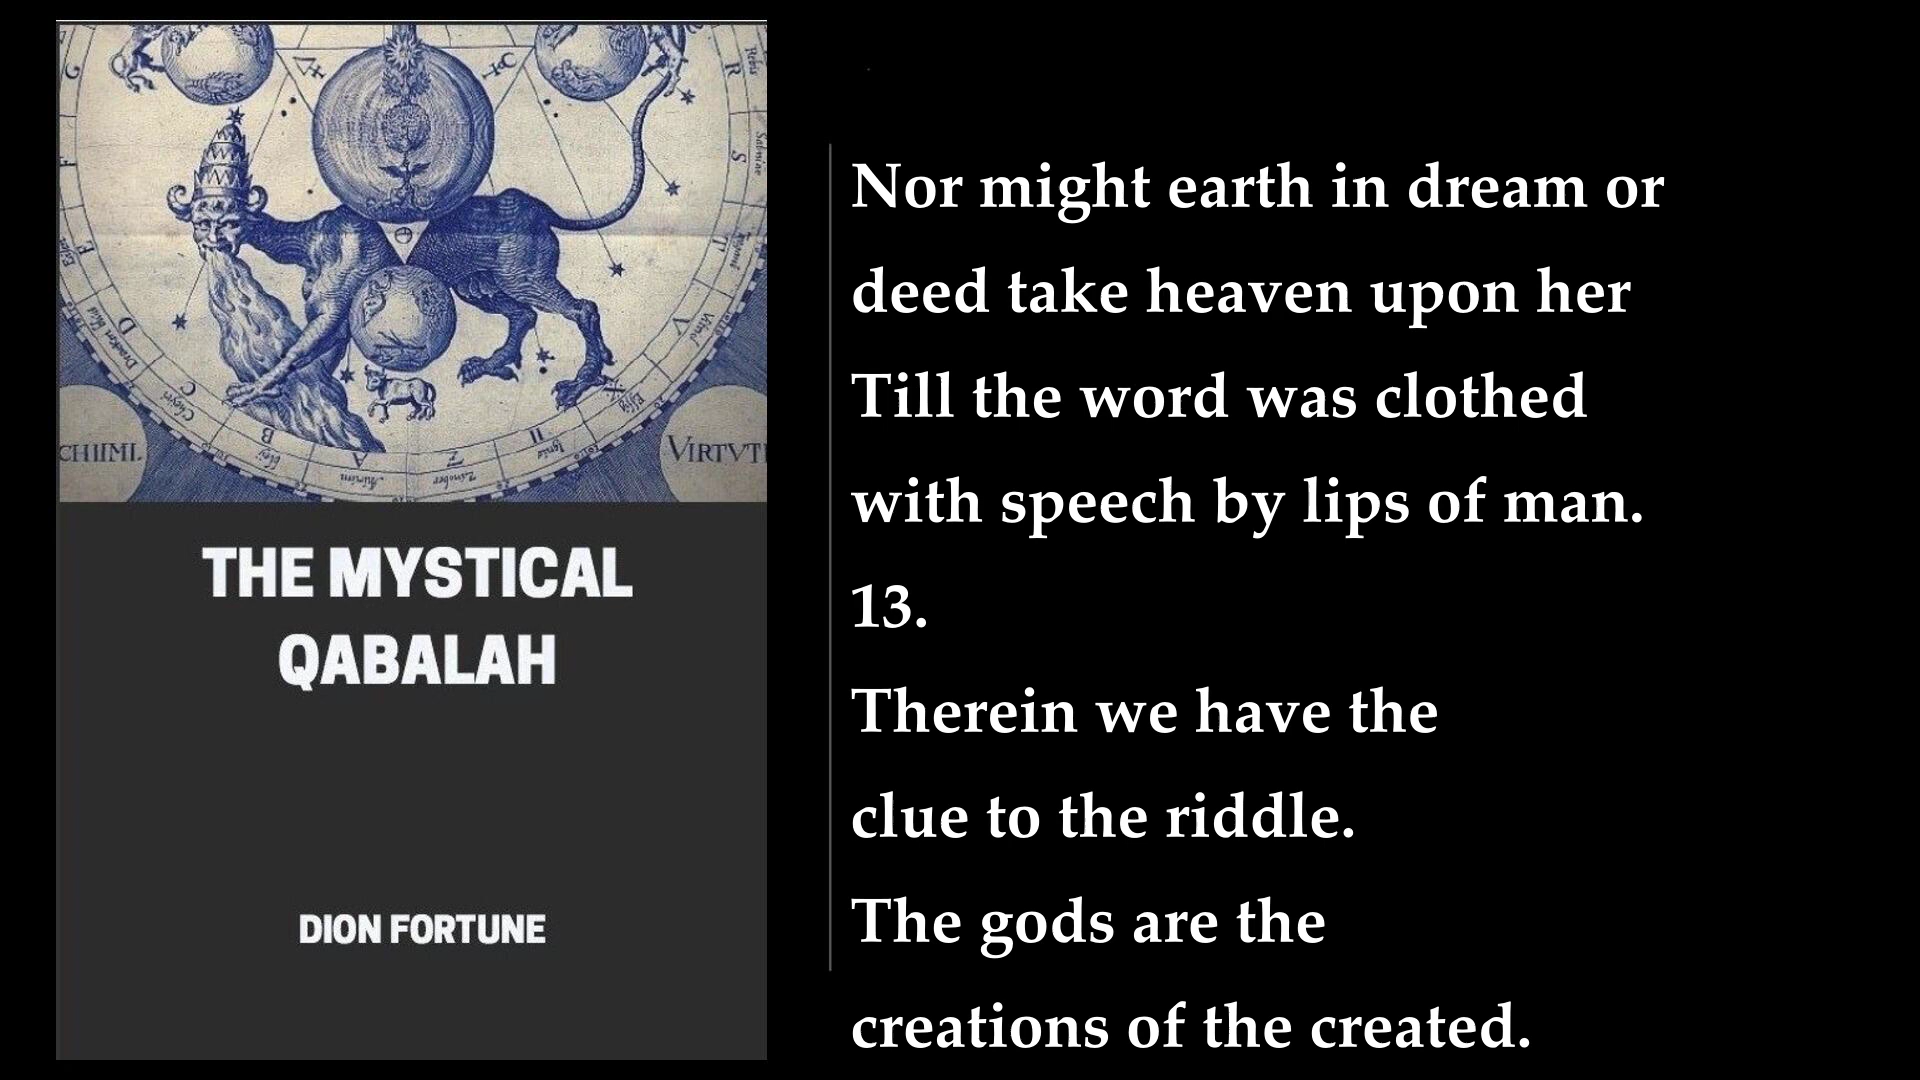 G
F
E
D
C
B
A
Z
R
S
T
V
CHIIMI.
VIRTVTI
THE MYSTICAL
QABALAH
DION FORTUNE
Nor might earth in dream or
deed take heaven upon her
Till the word was clothed
with speech by lips of man.
13.
Therein we have the
clue to the riddle.
The gods are the
creations of the created.